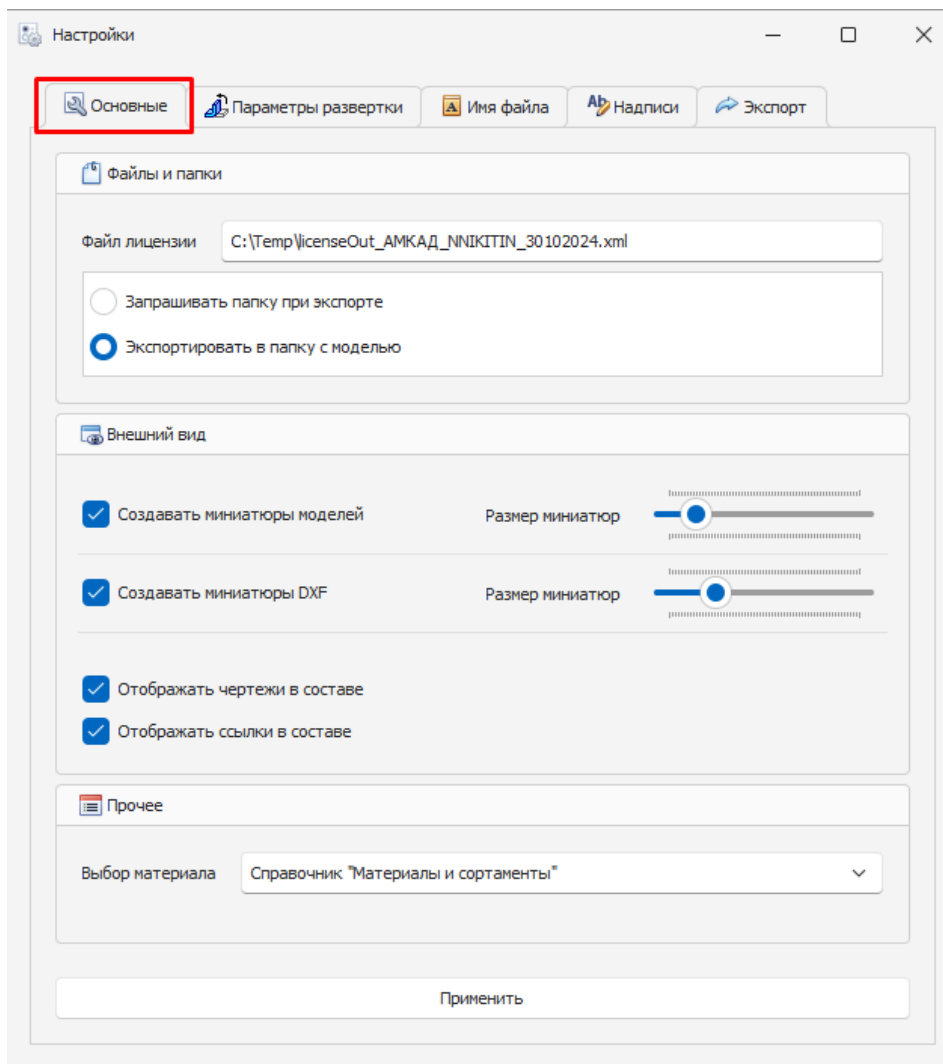 Настройки
Основные
Параметры развертки
Имя файла
Надписи
Экспорт
Файлы и папки
Файл лицензии
C:\Temp\licenseOut_АМКАД_NNIKITIN_30102024.xml
Запрашивать папку при экспорте
Экспортировать в папку с моделью
Внешний вид
Создавать миниатюры моделей
Размер миниатюр
Создавать миниатюры DXF
Размер миниатюр
Отображать чертежи в составе
Отображать ссылки в составе
Прочее
Выбор материала
Справочник "Материалы и сортаменты"
Применить